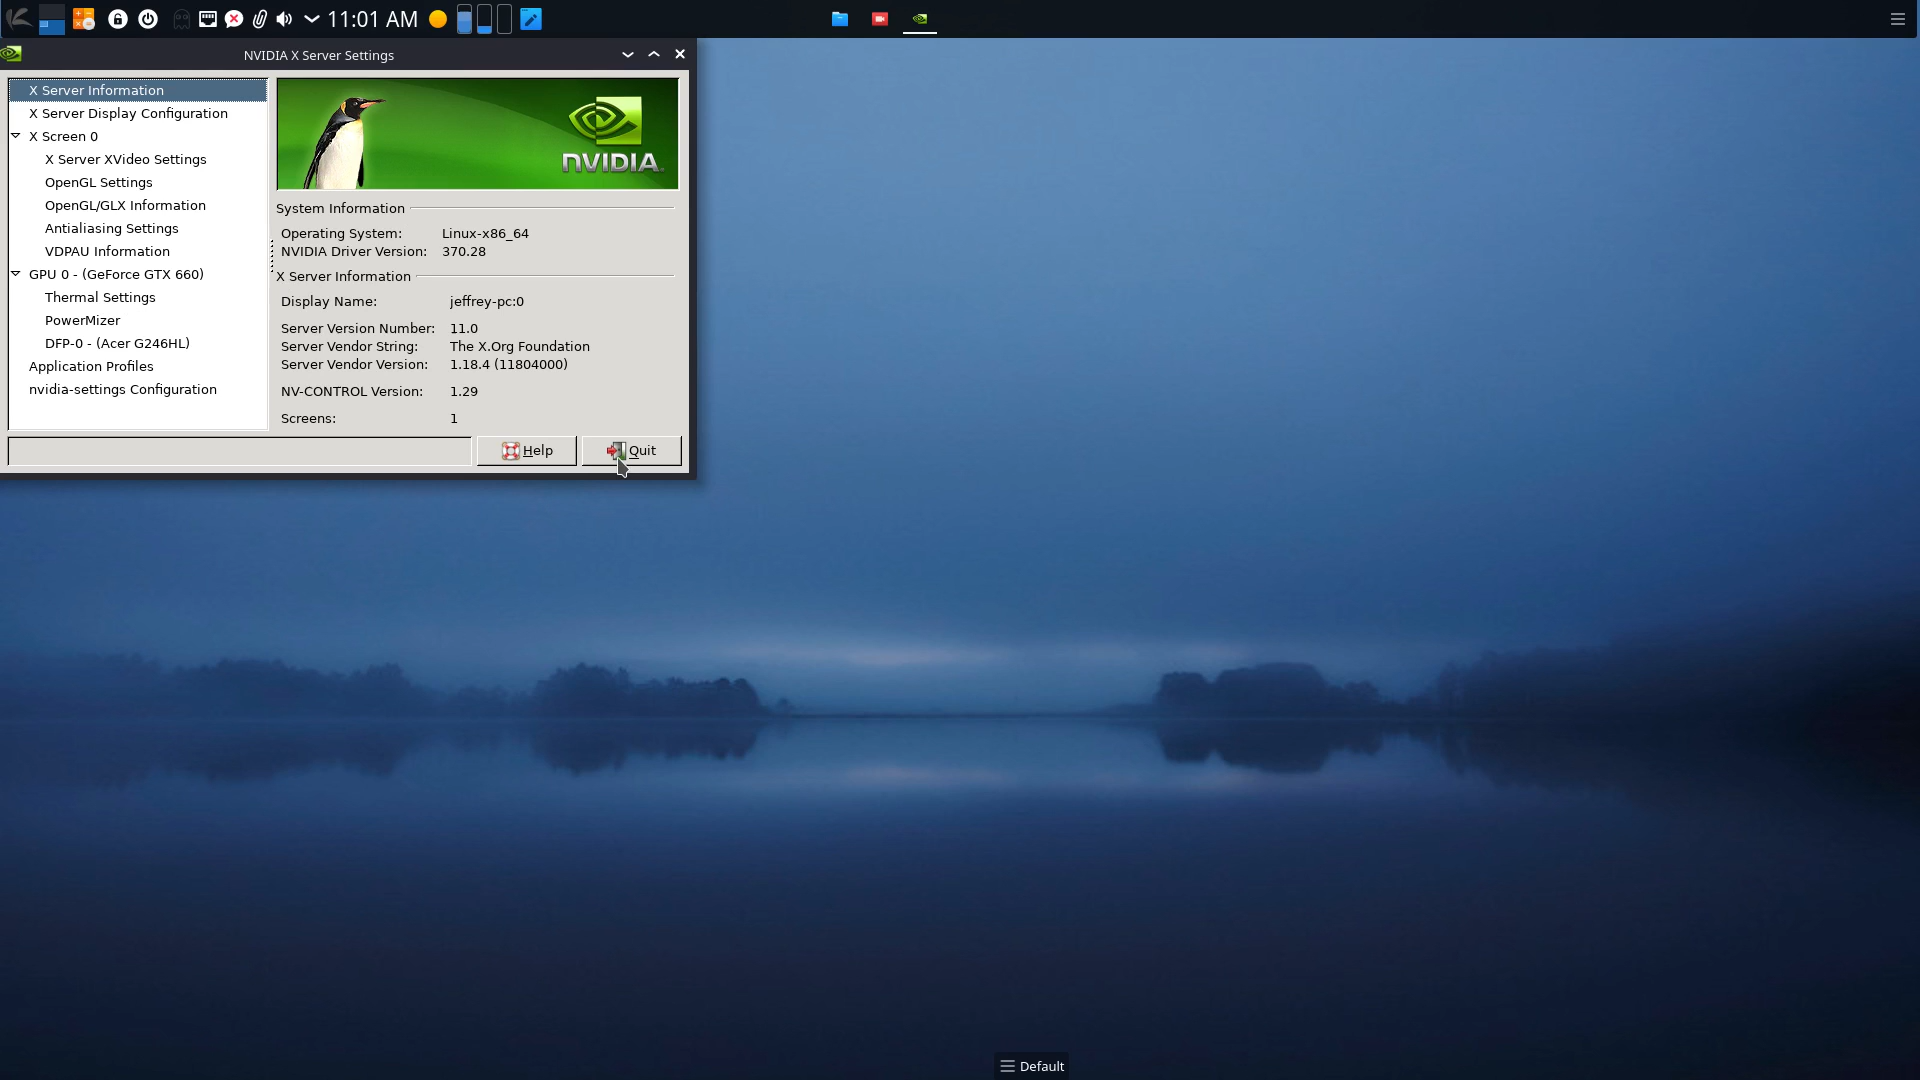 11:01 AM
NVIDIA X Server Settings
X Server Information
X Server Display Configuration
X Screen 0
X Server XVideo Settings
OpenGL Settings
OpenGL/GLX Information
Antialiasing Settings
VDPAU Information
GPU 0 - (GeForce GTX 660)
Thermal Settings
PowerMizer
DFP-0 - (Acer G246HL)
Application Profiles
nvidia-settings Configuration
NVIDIA
System Information
Operating System: Linux-x86_64
NVIDIA Driver Version: 370.28
X Server Information
Display Name: jeffrey-pc:0
Server Version Number: 11.0
Server Vendor String: The X.Org Foundation
Server Vendor Version: 1.18.4 (11804000)
NV-CONTROL Version: 1.29
Screens: 1
Help
Quit
Default